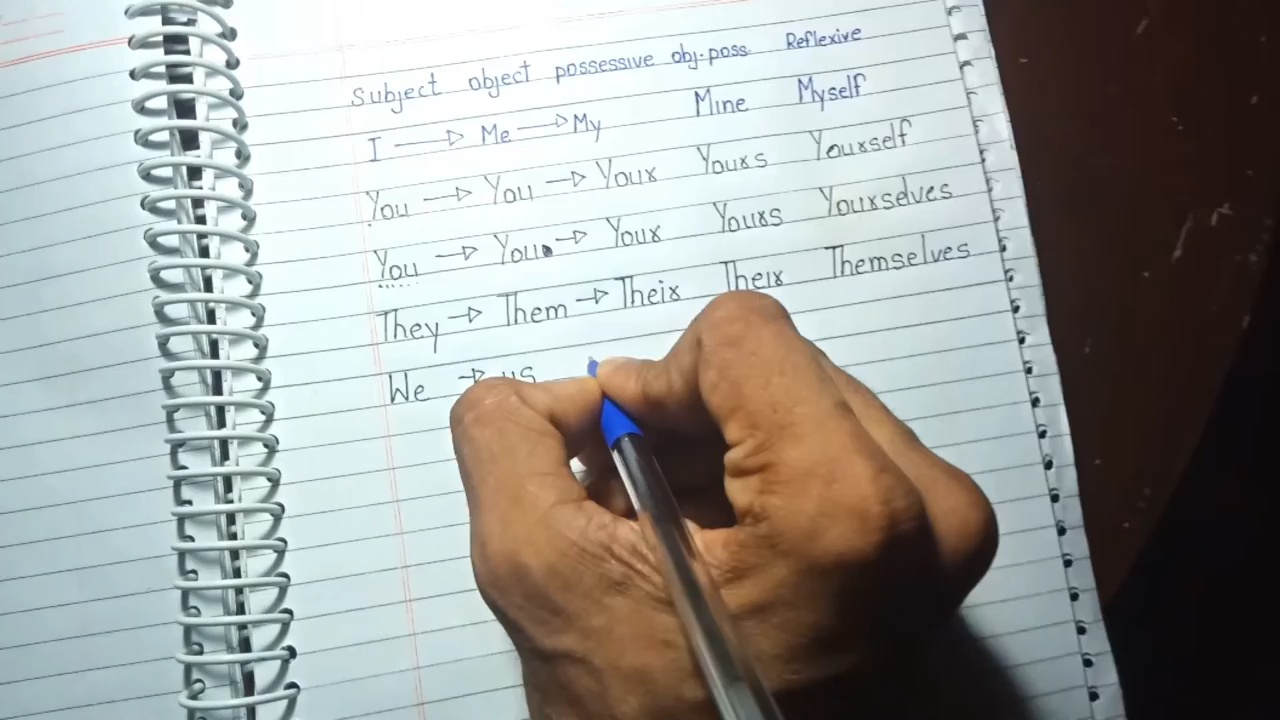 Subject object possessive obj.poss. Reflexive
I → Me → My Mine Myself
You → You → Your Yours Yourself
You → You → Your Yours Yourselves
They → Them → Their Their Themselves
We → us